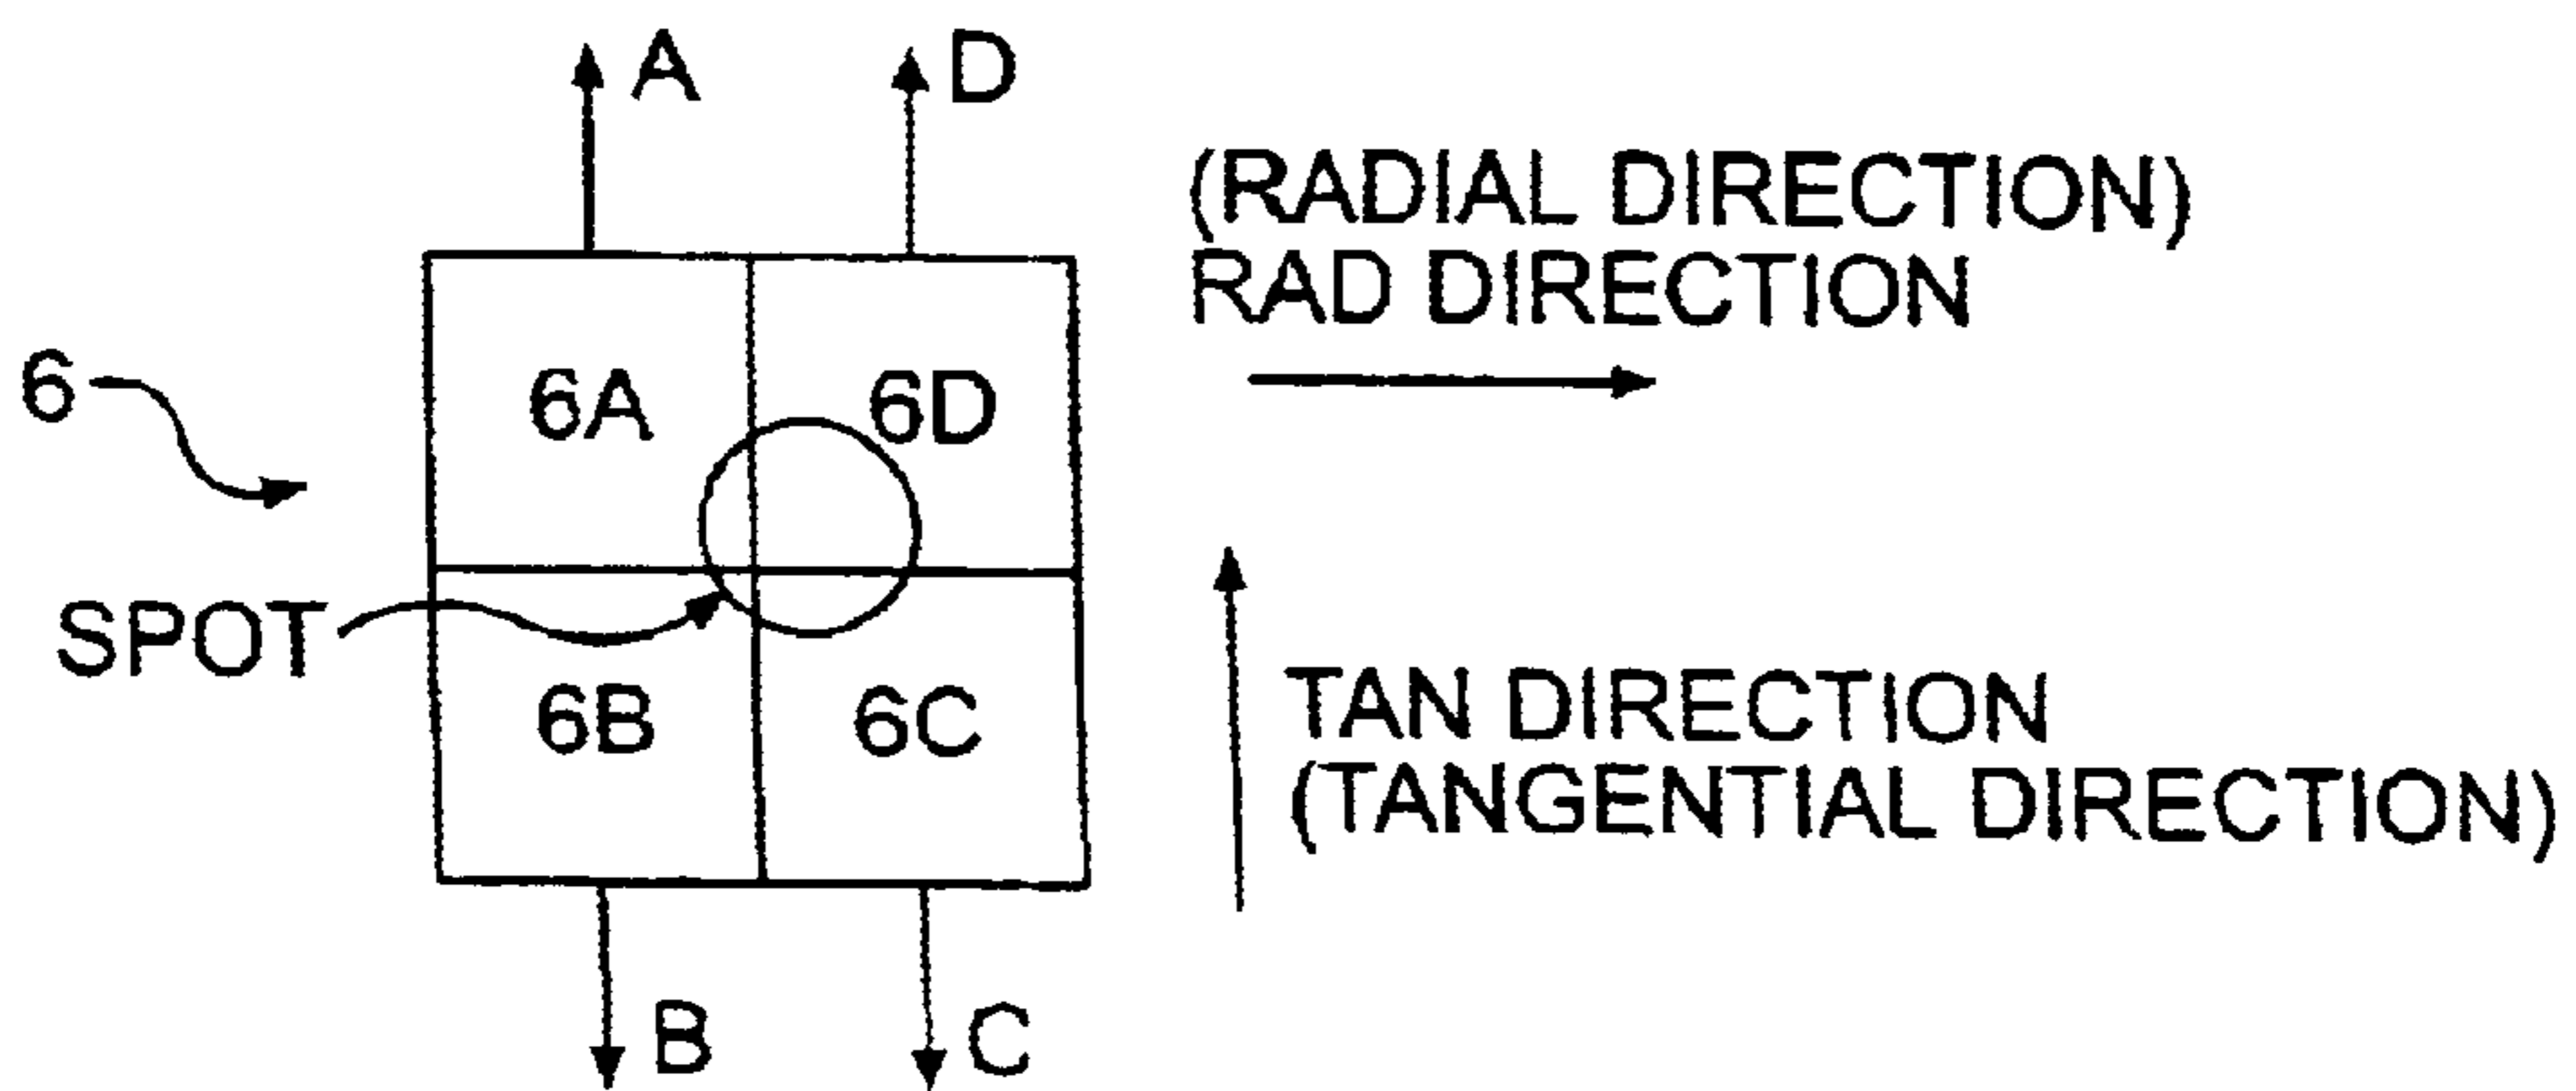 A
D
(RADIAL DIRECTION)
RAD DIRECTION
6
6A
6D
SPOT
6B
6C
TAN DIRECTION
(TANGENTIAL DIRECTION)
B
C